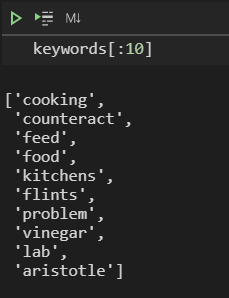 M↓
keywords[:10]
['cooking',
 'counteract',
 'feed',
 'food',
 'kitchens',
 'flints',
 'problem',
 'vinegar',
 'lab',
 'aristotle']